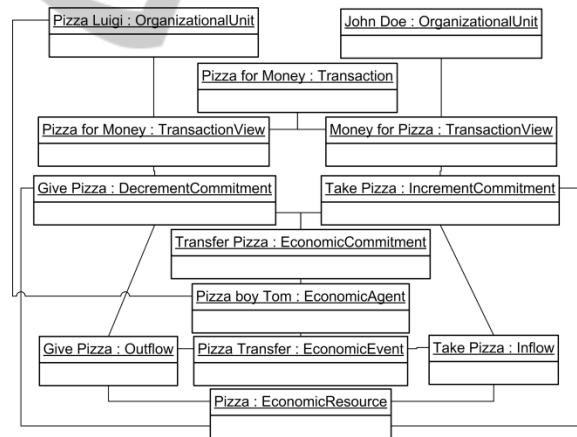 Pizza Luigi : OrganizationalUnit
John Doe : OrganizationalUnit
Pizza for Money : Transaction
Pizza for Money : TransactionView
Money for Pizza : TransactionView
Give Pizza : DecrementCommitment
Take Pizza : IncrementCommitment
Transfer Pizza : EconomicCommitment
Pizza boy Tom : EconomicAgent
Give Pizza : Outflow
Pizza Transfer : EconomicEvent
Take Pizza : Inflow
Pizza : EconomicResource